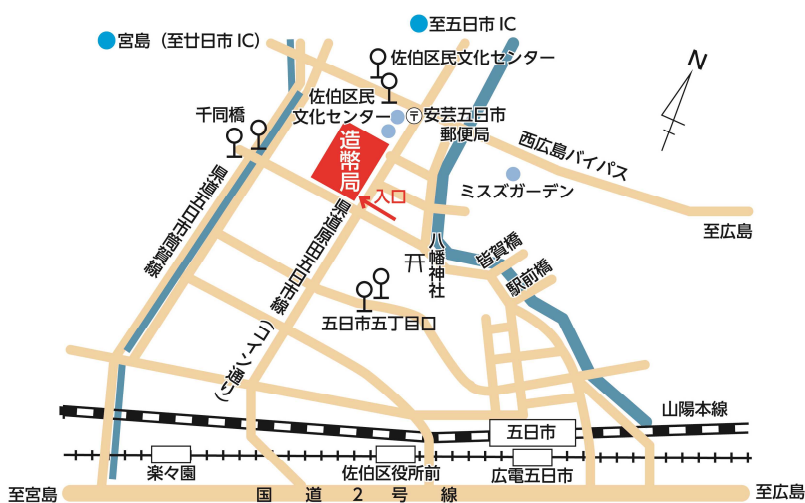 至五日市IC
宮島（至廿日市IC）
佐伯区民文化センター
佐伯区民
文化センター
千同橋
〒安芸五日市
郵便局
N
西広島バイパス
造幣局
ミスズガーデン
入口
県道五日市筒賀線
県道原田五日市線（コイン通り）
至広島
八幡神社
皆賀橋
駅前橋
五日市五丁目口
山陽本線
五日市
楽々園
佐伯区役所前
広電五日市
至宮島
国道2号線
至広島